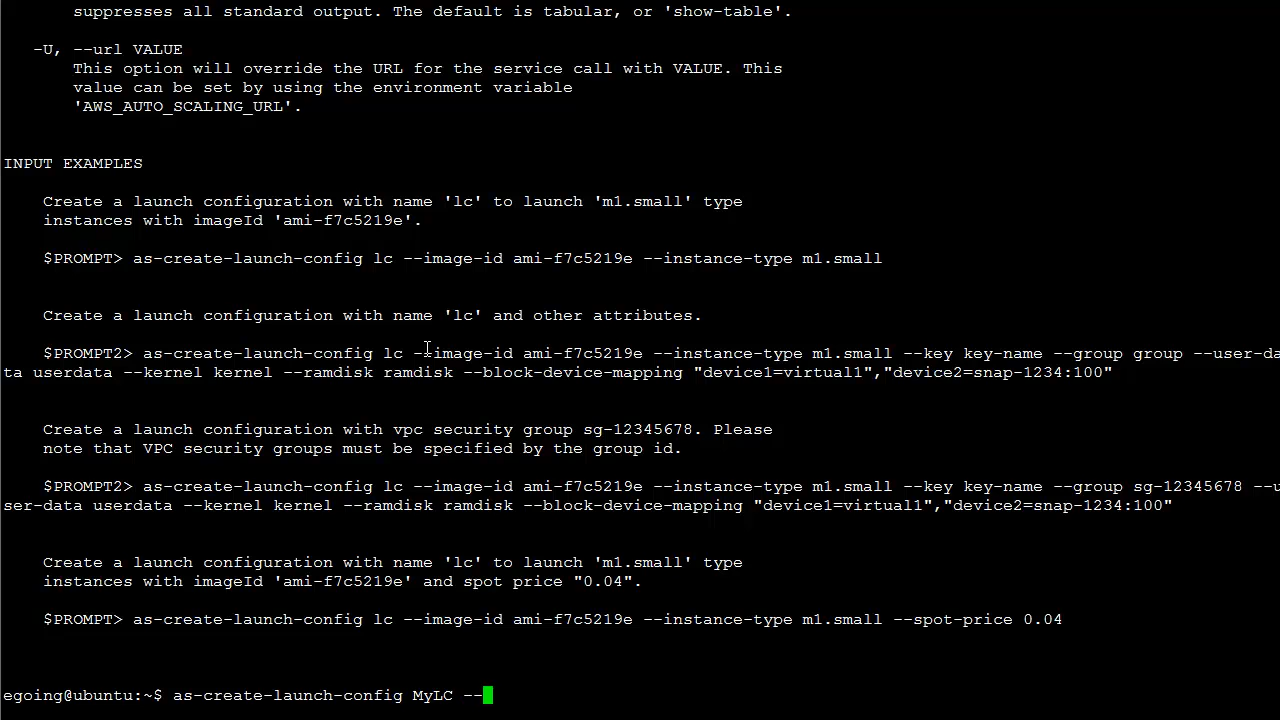 suppresses all standard output. The default is tabular, or 'show-table'.
-U, --url VALUE
This option will override the URL for the service call with VALUE. This
value can be set by using the environment variable
'AWS_AUTO_SCALING_URL'.
INPUT EXAMPLES
Create a launch configuration with name 'lc' to launch 'm1.small' type
instances with imageId 'ami-f7c5219e'.
$PROMPT> as-create-launch-config lc --image-id ami-f7c5219e --instance-type m1.small
Create a launch configuration with name 'lc' and other attributes.
$PROMPT2> as-create-launch-config lc --image-id ami-f7c5219e --instance-type m1.small --key key-name --group group --user-da
ta userdata --kernel kernel --ramdisk ramdisk --block-device-mapping "device1=virtual1","device2=snap-1234:100"
Create a launch configuration with vpc security group sg-12345678. Please
note that VPC security groups must be specified by the group id.
$PROMPT2> as-create-launch-config lc --image-id ami-f7c5219e --instance-type m1.small --key key-name --group sg-12345678 --u
ser-data userdata --kernel kernel --ramdisk ramdisk --block-device-mapping "device1=virtual1","device2=snap-1234:100"
Create a launch configuration with name 'lc' to launch 'm1.small' type
instances with imageId 'ami-f7c5219e' and spot price "0.04".
$PROMPT> as-create-launch-config lc --image-id ami-f7c5219e --instance-type m1.small --spot-price 0.04
egoing@ubuntu:~$ as-create-launch-config MyLC --